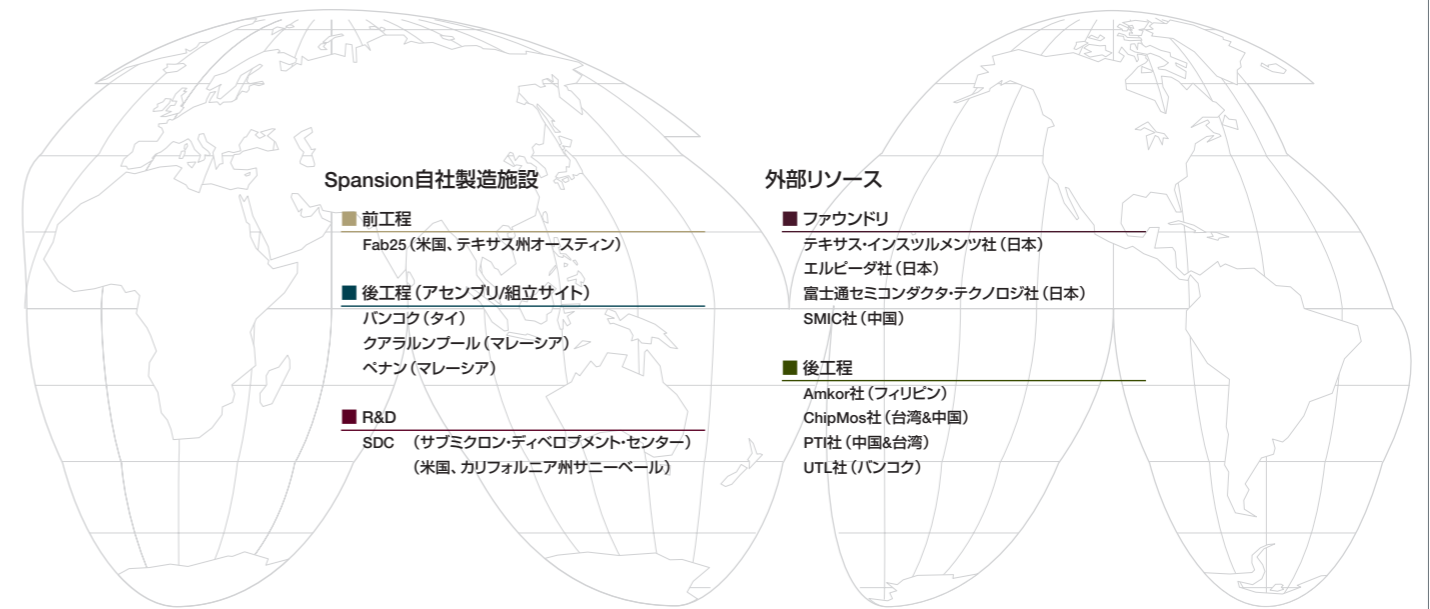 Spansion自社製造施設
前工程
Fab25（米国、テキサス州オースティン）
後工程（アセンブリ/組立サイト）
バンコク（タイ）
クアラルンプール（マレーシア）
ペナン（マレーシア）
R&D
SDC （サブミクロン・ディベロプメント・センター）
（米国、カリフォルニア州サニーベール）
外部リソース
ファウンドリ
テキサス・インスツルメンツ社（日本）
エルピーダ社（日本）
富士通セミコンダクタ・テクノロジ社（日本）
SMIC社（中国）
後工程
Amkor社（フィリピン）
ChipMos社（台湾&中国）
PTI社（中国&台湾）
UTL社（バンコク）